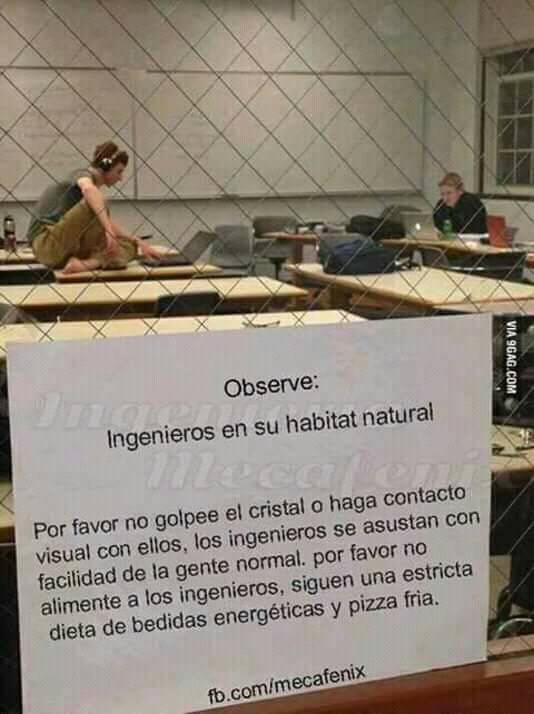 VIA 9GAG.COM
Observe:
Ingenieros en su habitat natural
Ingenieria
Mecafenix
Por favor no golpee el cristal o haga contacto
visual con ellos, los ingenieros se asustan con
facilidad de la gente normal. por favor no
alimente a los ingenieros, siguen una estricta
dieta de bedidas energéticas y pizza fria.
fb.com/mecafenix